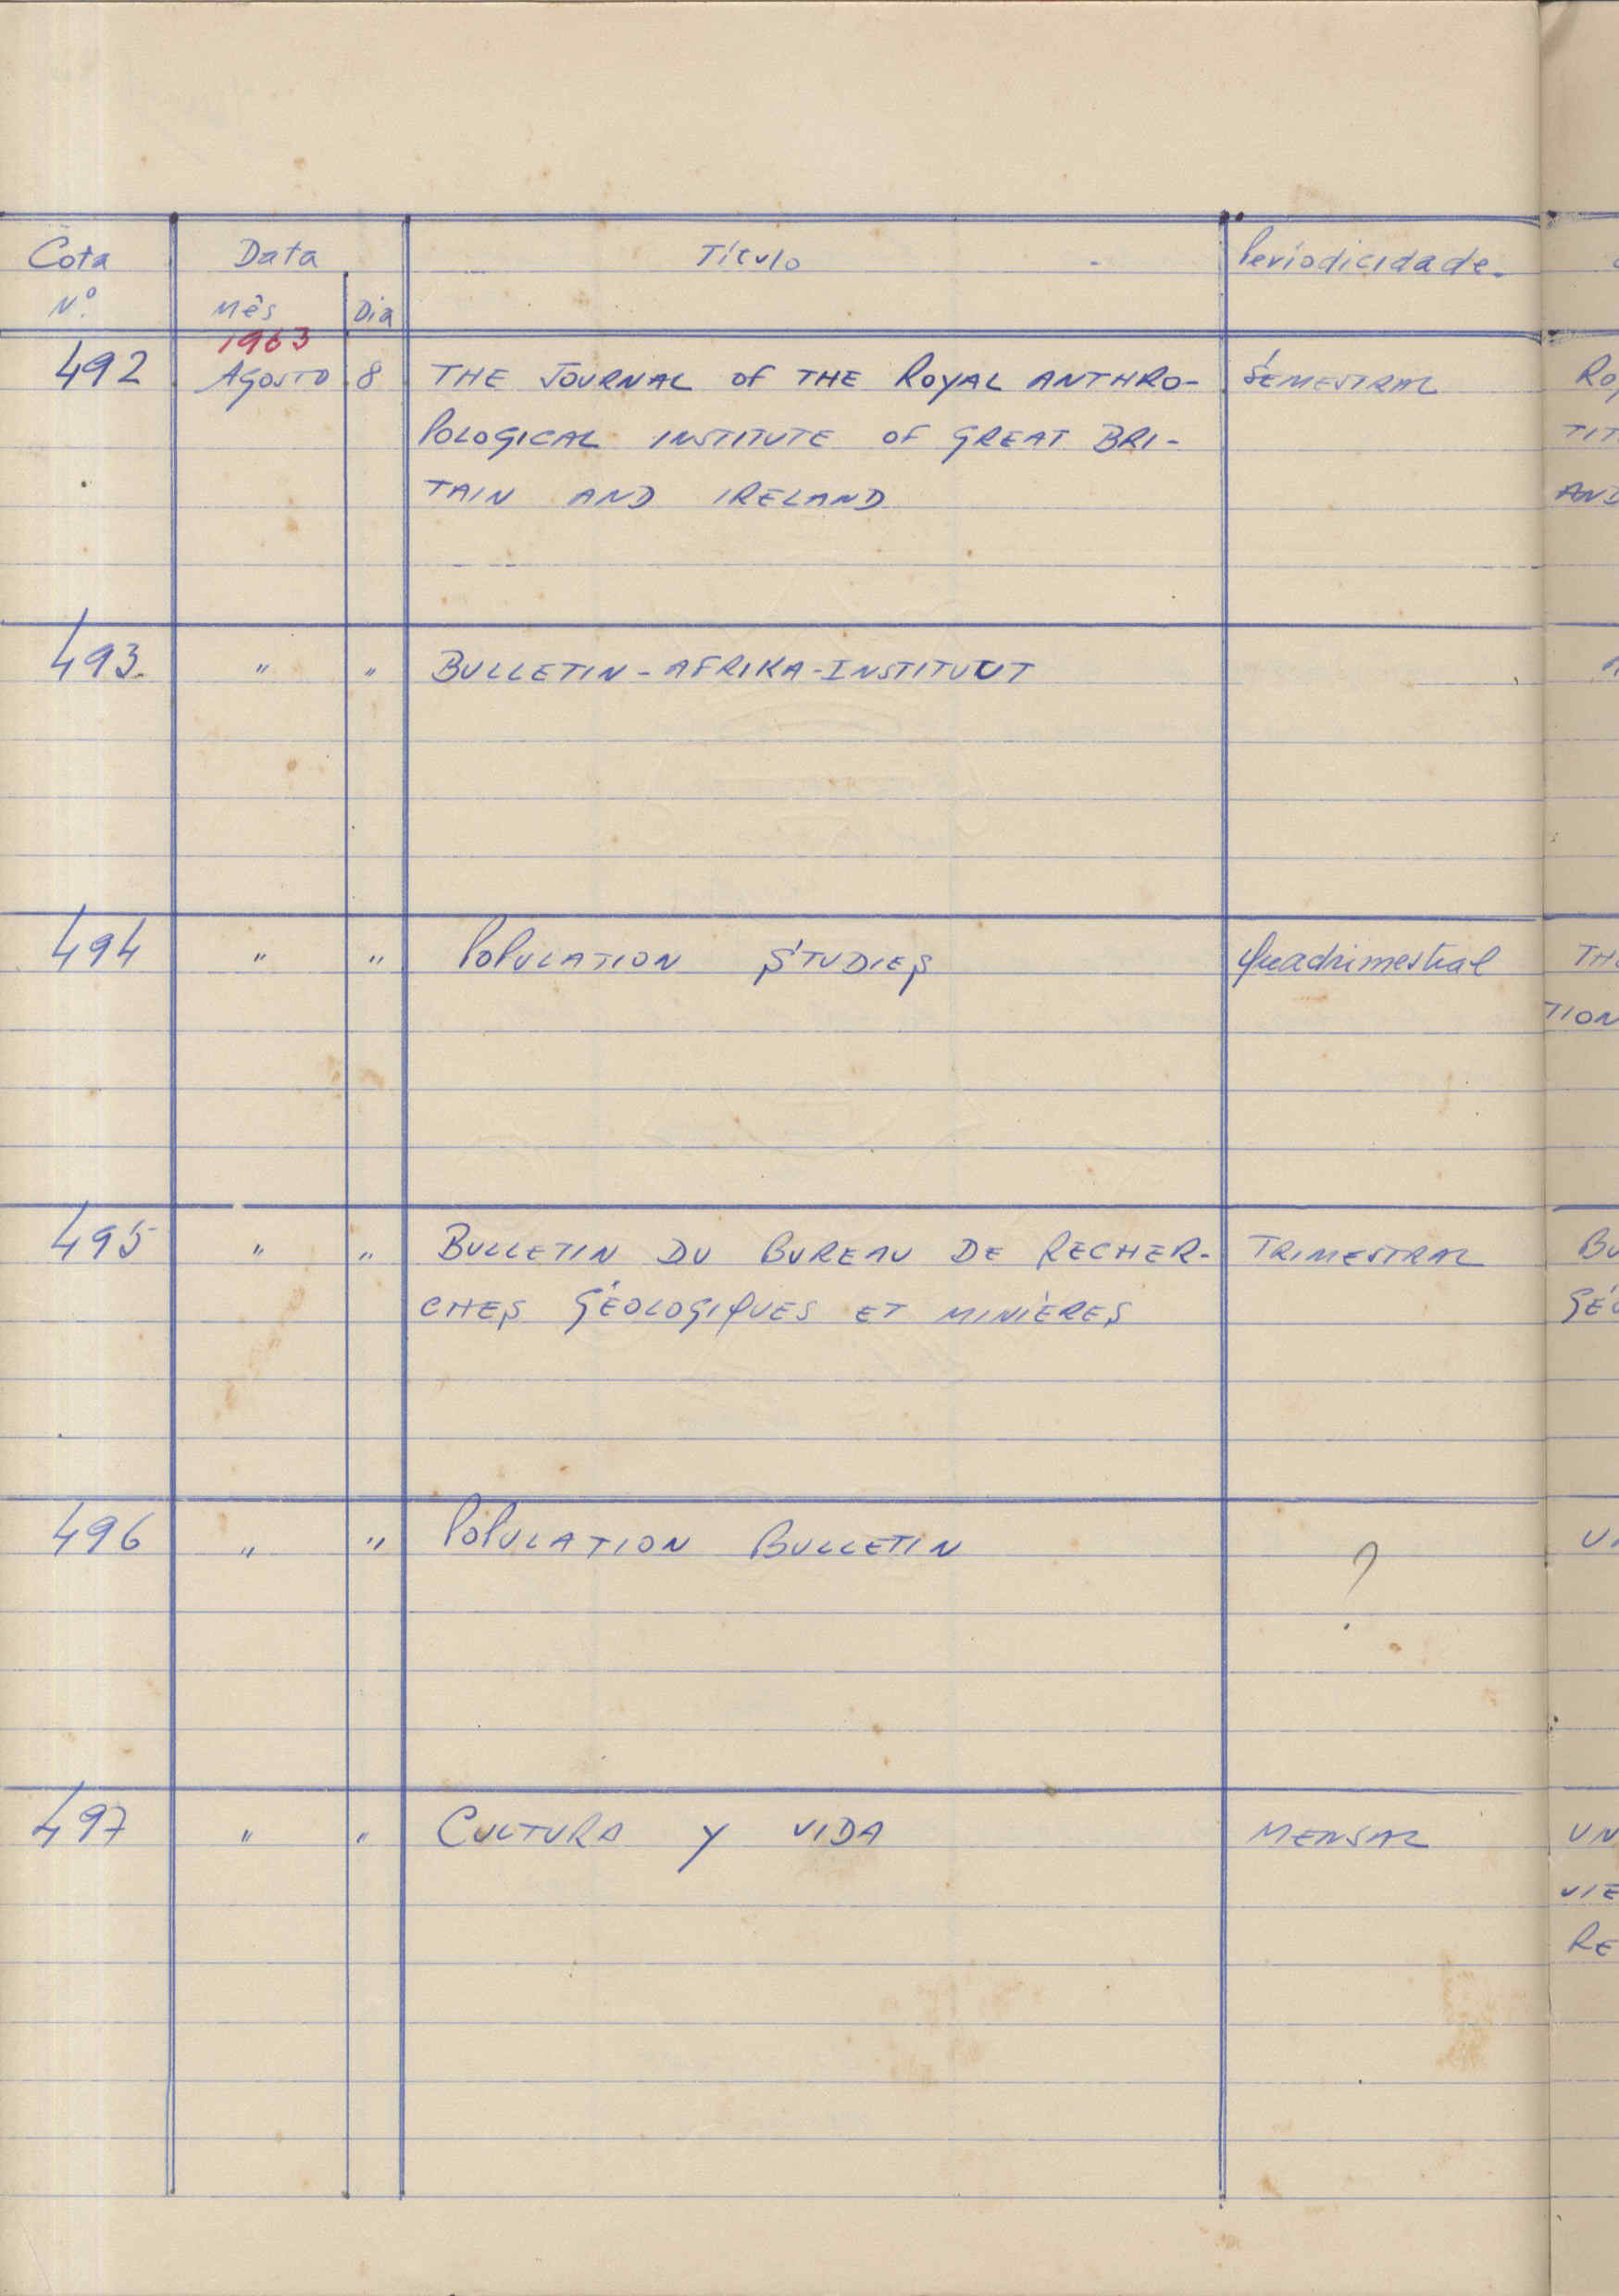 Cota Data Título Periodicidade.
Nº. Mês Dia
1963
492 AGOSTO 8 THE JOURNAL OF THE ROYAL ANTHRO- SEMESTRAL
POLOGICAL INSTITUTE OF GREAT BRI-
TAIN AND IRELAND
493. " " BULLETIN-AFRIKA-INSTITUUT
494 " " POPULATION STUDIES Quadrimestral
495 " " BULLETIN DU BUREAU DE RECHER- TRIMESTRAL
CHES GÉOLOGIQUES ET MINIÈRES
496 " " POPULATION BULLETIN ?
497 " " CULTURA Y VIDA MENSAL